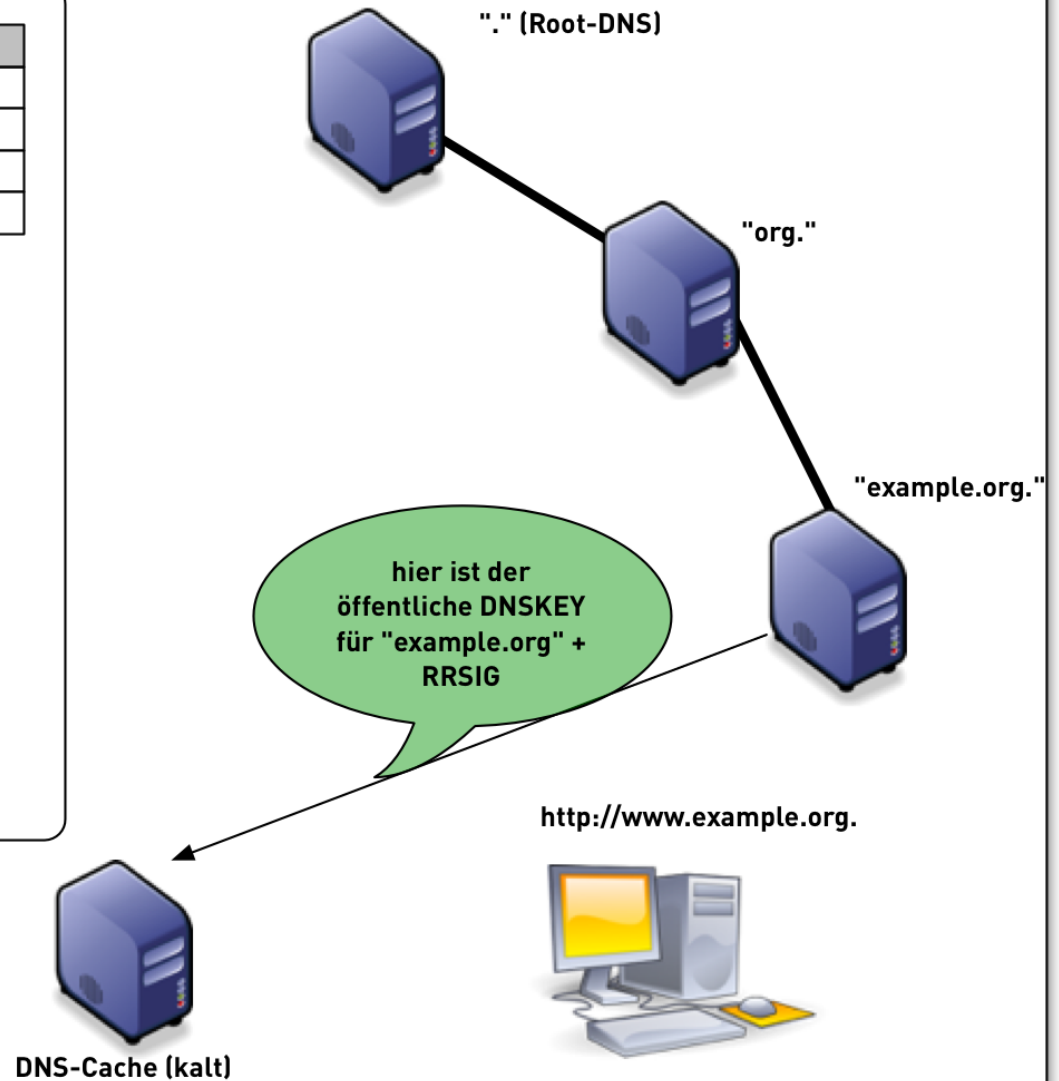 "." (Root-DNS)
"org."
"example.org."
hier ist der
öffentliche DNSKEY
für "example.org" +
RRSIG
http://www.example.org.
DNS-Cache (kalt)